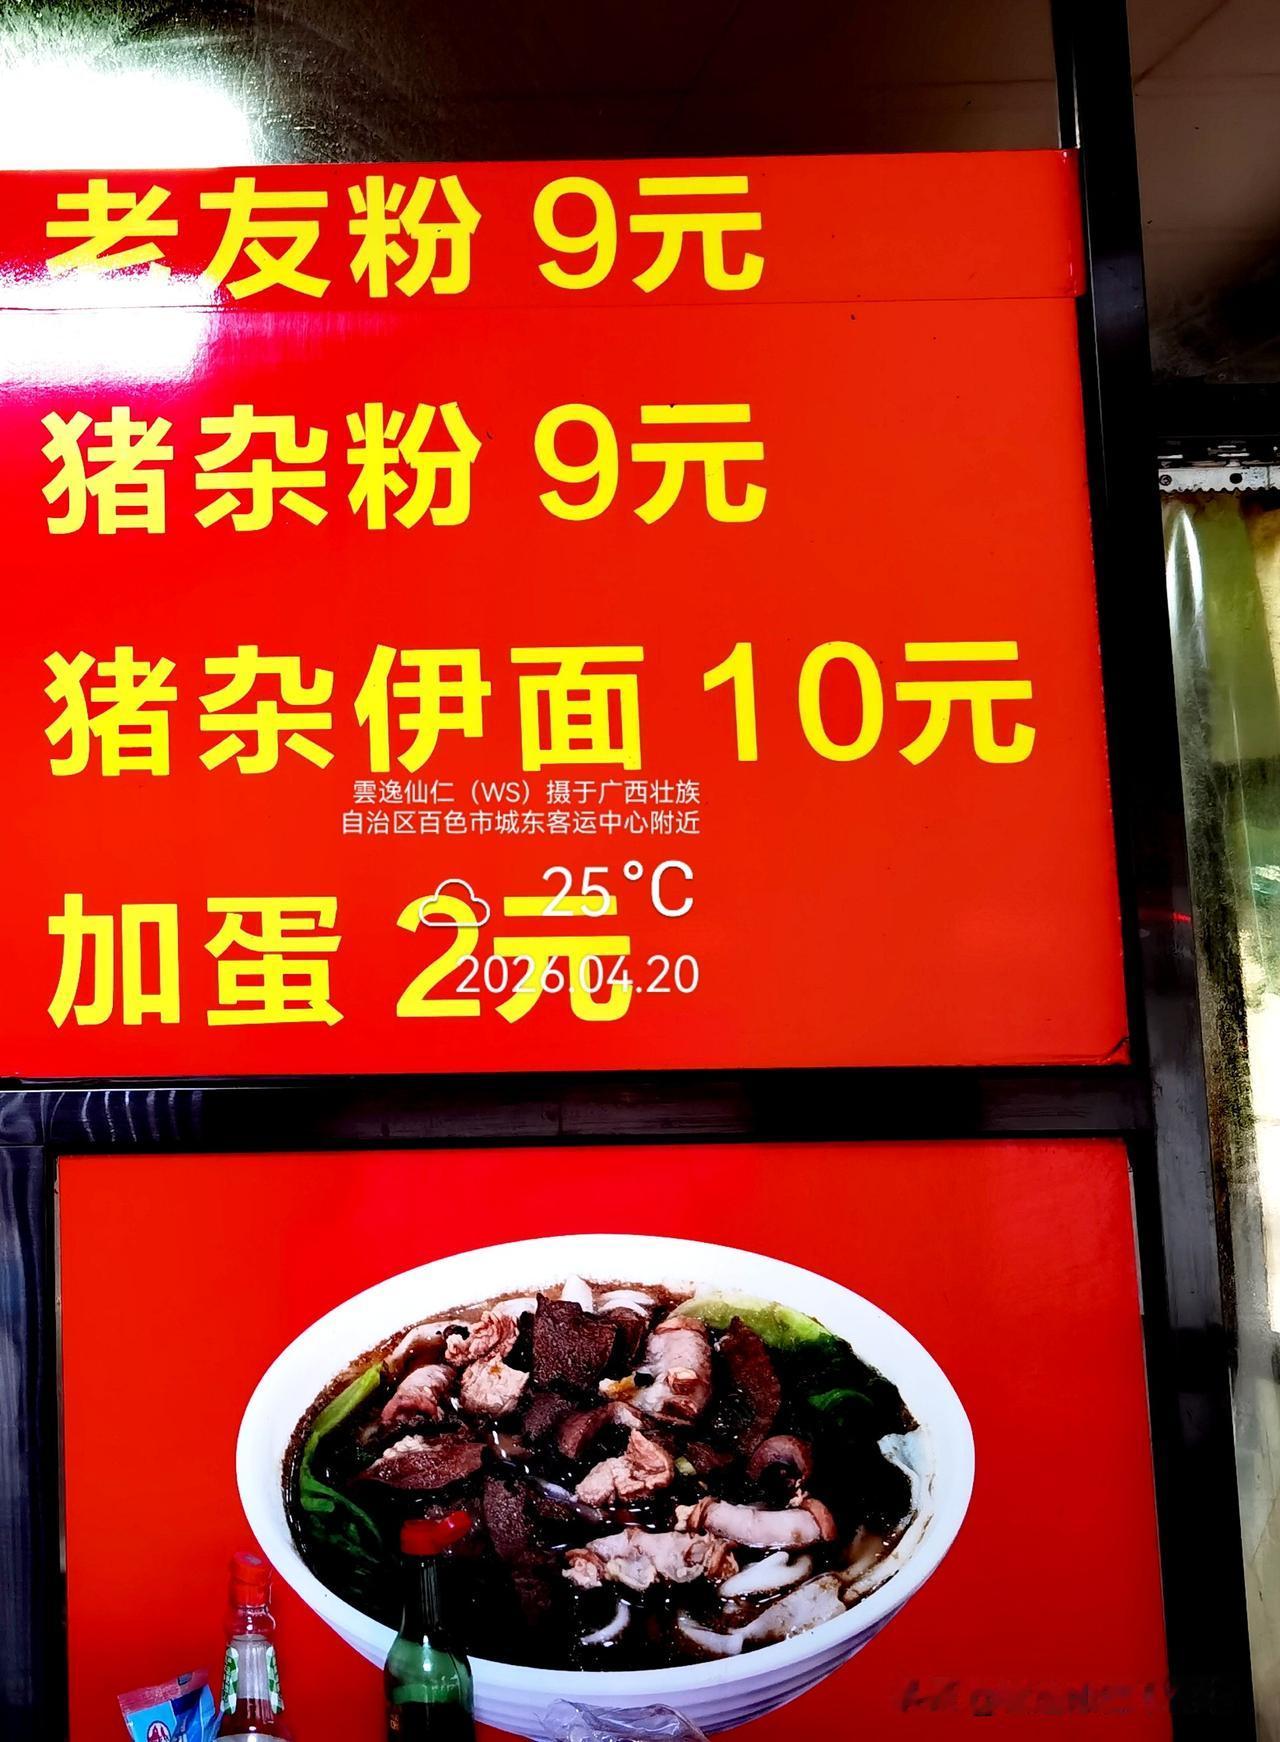 老友粉 9元
猪杂粉 9元
猪杂伊面 10元
雲逸仙仁（WS）摄于广西壮族
自治区百色市城东客运中心附近
25°C
加蛋 2元
2026.04.20